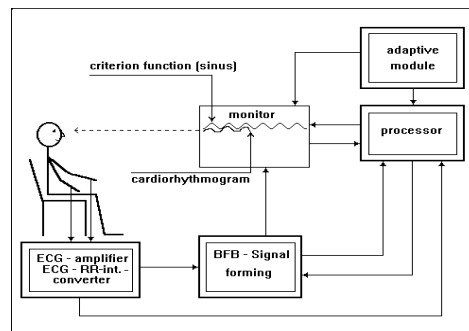 criterion function (sinus)
adaptive
module
monitor
processor
cardiorhythmogram
ECG - amplifier
ECG - RR-int. -
converter
BFB - Signal
forming